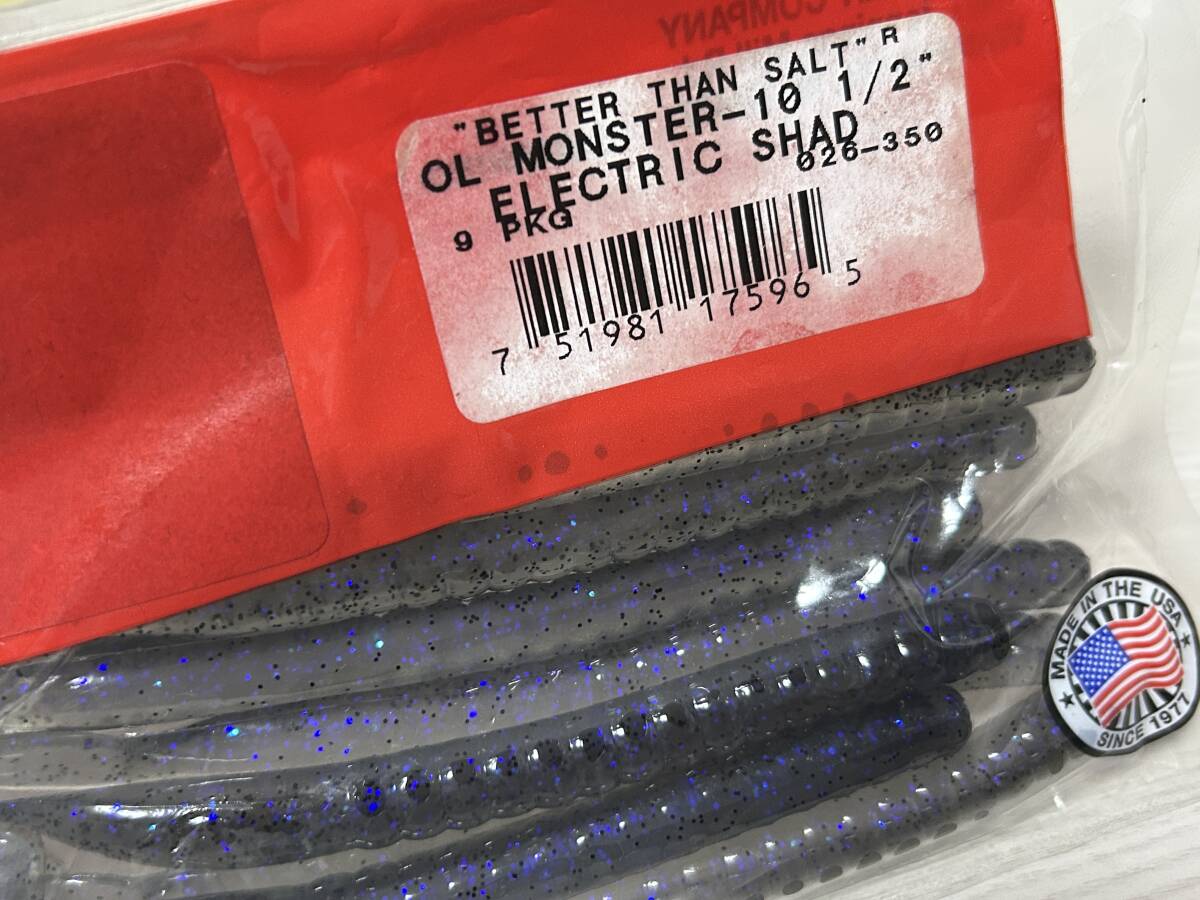 "BETTER THAN SALT" R
OL MONSTER-10 1/2"
ELECTRIC SHAD
026-350
9 PKG
7 51981 17596 5
MADE IN THE USA
SINCE 1977
COMPANY